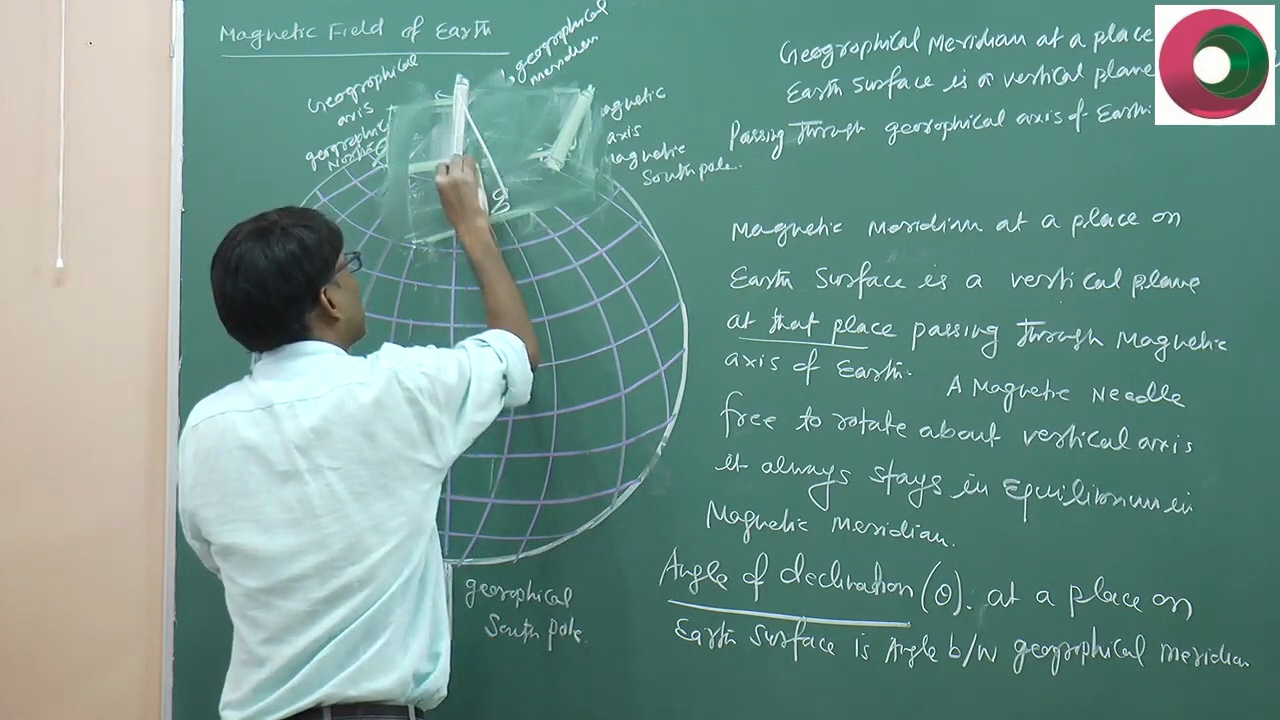 Magnetic Field of Earth
geographical
meridian
Geographical
axis
geographical
North
magnetic
axis
magnetic
South pole.
Geographical Meridian at a place
Earth Surface is a vertical plane
Passing Through geographical axis of Earth
Magnetic Meridian at a place on
Earth Surface is a vertical plane
at that place passing Through Magnetic
axis of Earth.
A Magnetic Needle
free to rotate about vertical axis
it always stays in Equilibrium in
Magnetic Meridian.
Angle of declination (θ). at a place on
Earth Surface is Angle b/w geographical Meridian
geographical
South pole.